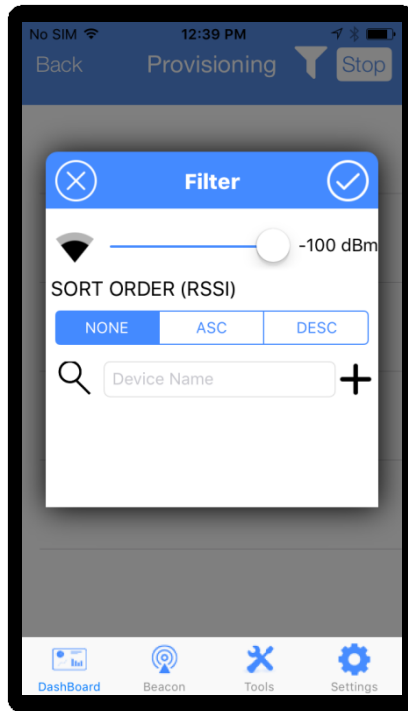 No SIM 12:39 PM
Back Provisioning Stop
Filter
-100 dBm
SORT ORDER (RSSI)
NONE ASC DESC
Device Name
DashBoard Beacon Tools Settings